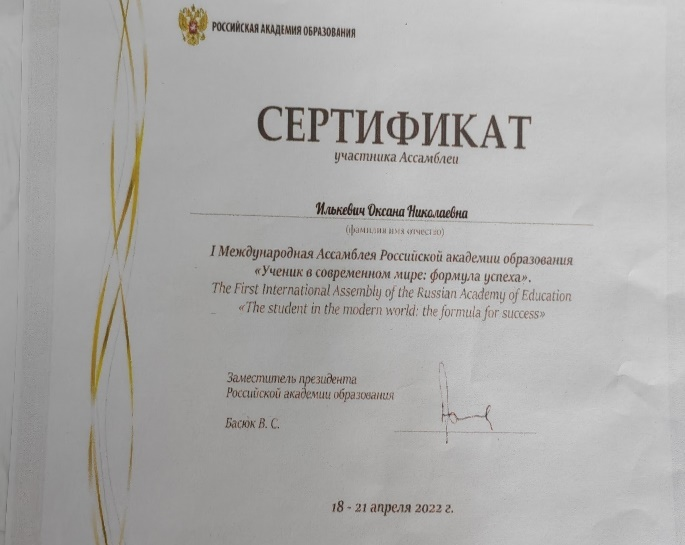 РОССИЙСКАЯ АКАДЕМИЯ ОБРАЗОВАНИЯ
СЕРТИФИКАТ
участника Ассамблеи
Илькевич Оксана Николаевна
(фамилия имя отчество)
I Международная Ассамблея Российской академии образования
«Ученик в современном мире: формула успеха».
The First International Assembly of the Russian Academy of Education
«The student in the modern world: the formula for success»
Заместитель президента
Российской академии образования
Басюк В. С.
18 - 21 апреля 2022 г.